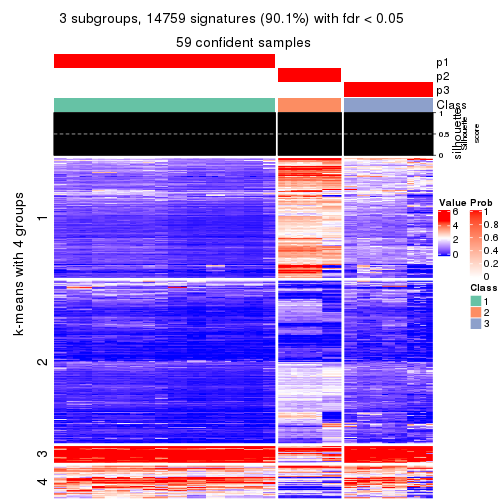 3 subgroups, 14759 signatures (90.1%) with fdr < 0.05
59 confident samples
p1
p2
p3
Class
1
0.5
0
silhouette
Silhouette
score
k-means with 4 groups
1
2
3
4
Value
6
4
2
0
Prob
1
0.8
0.6
0.4
0.2
0
Class
1
2
3